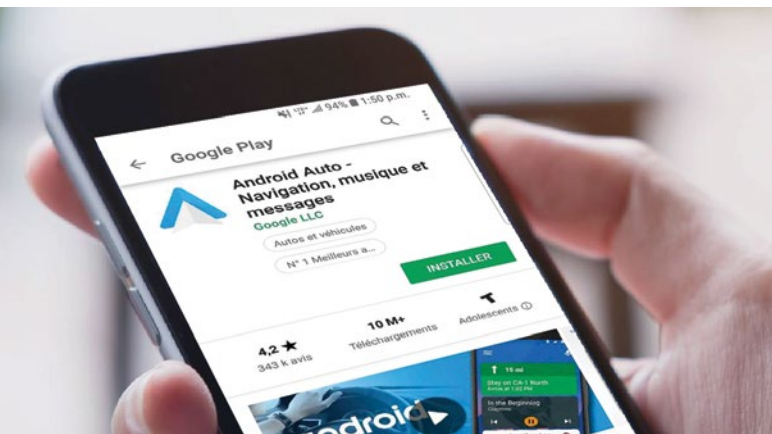 94% 1:50 p.m.
Google Play
Android Auto -
Navigation, musique et
messages
Google LLC
Autos et véhicules
N° 1 Meilleurs a...
INSTALLER
4,2 ★
343 k avis
10 M+
Téléchargements
Adolescents
android
15 mi
Stay on CA-1 North
In the Beginning